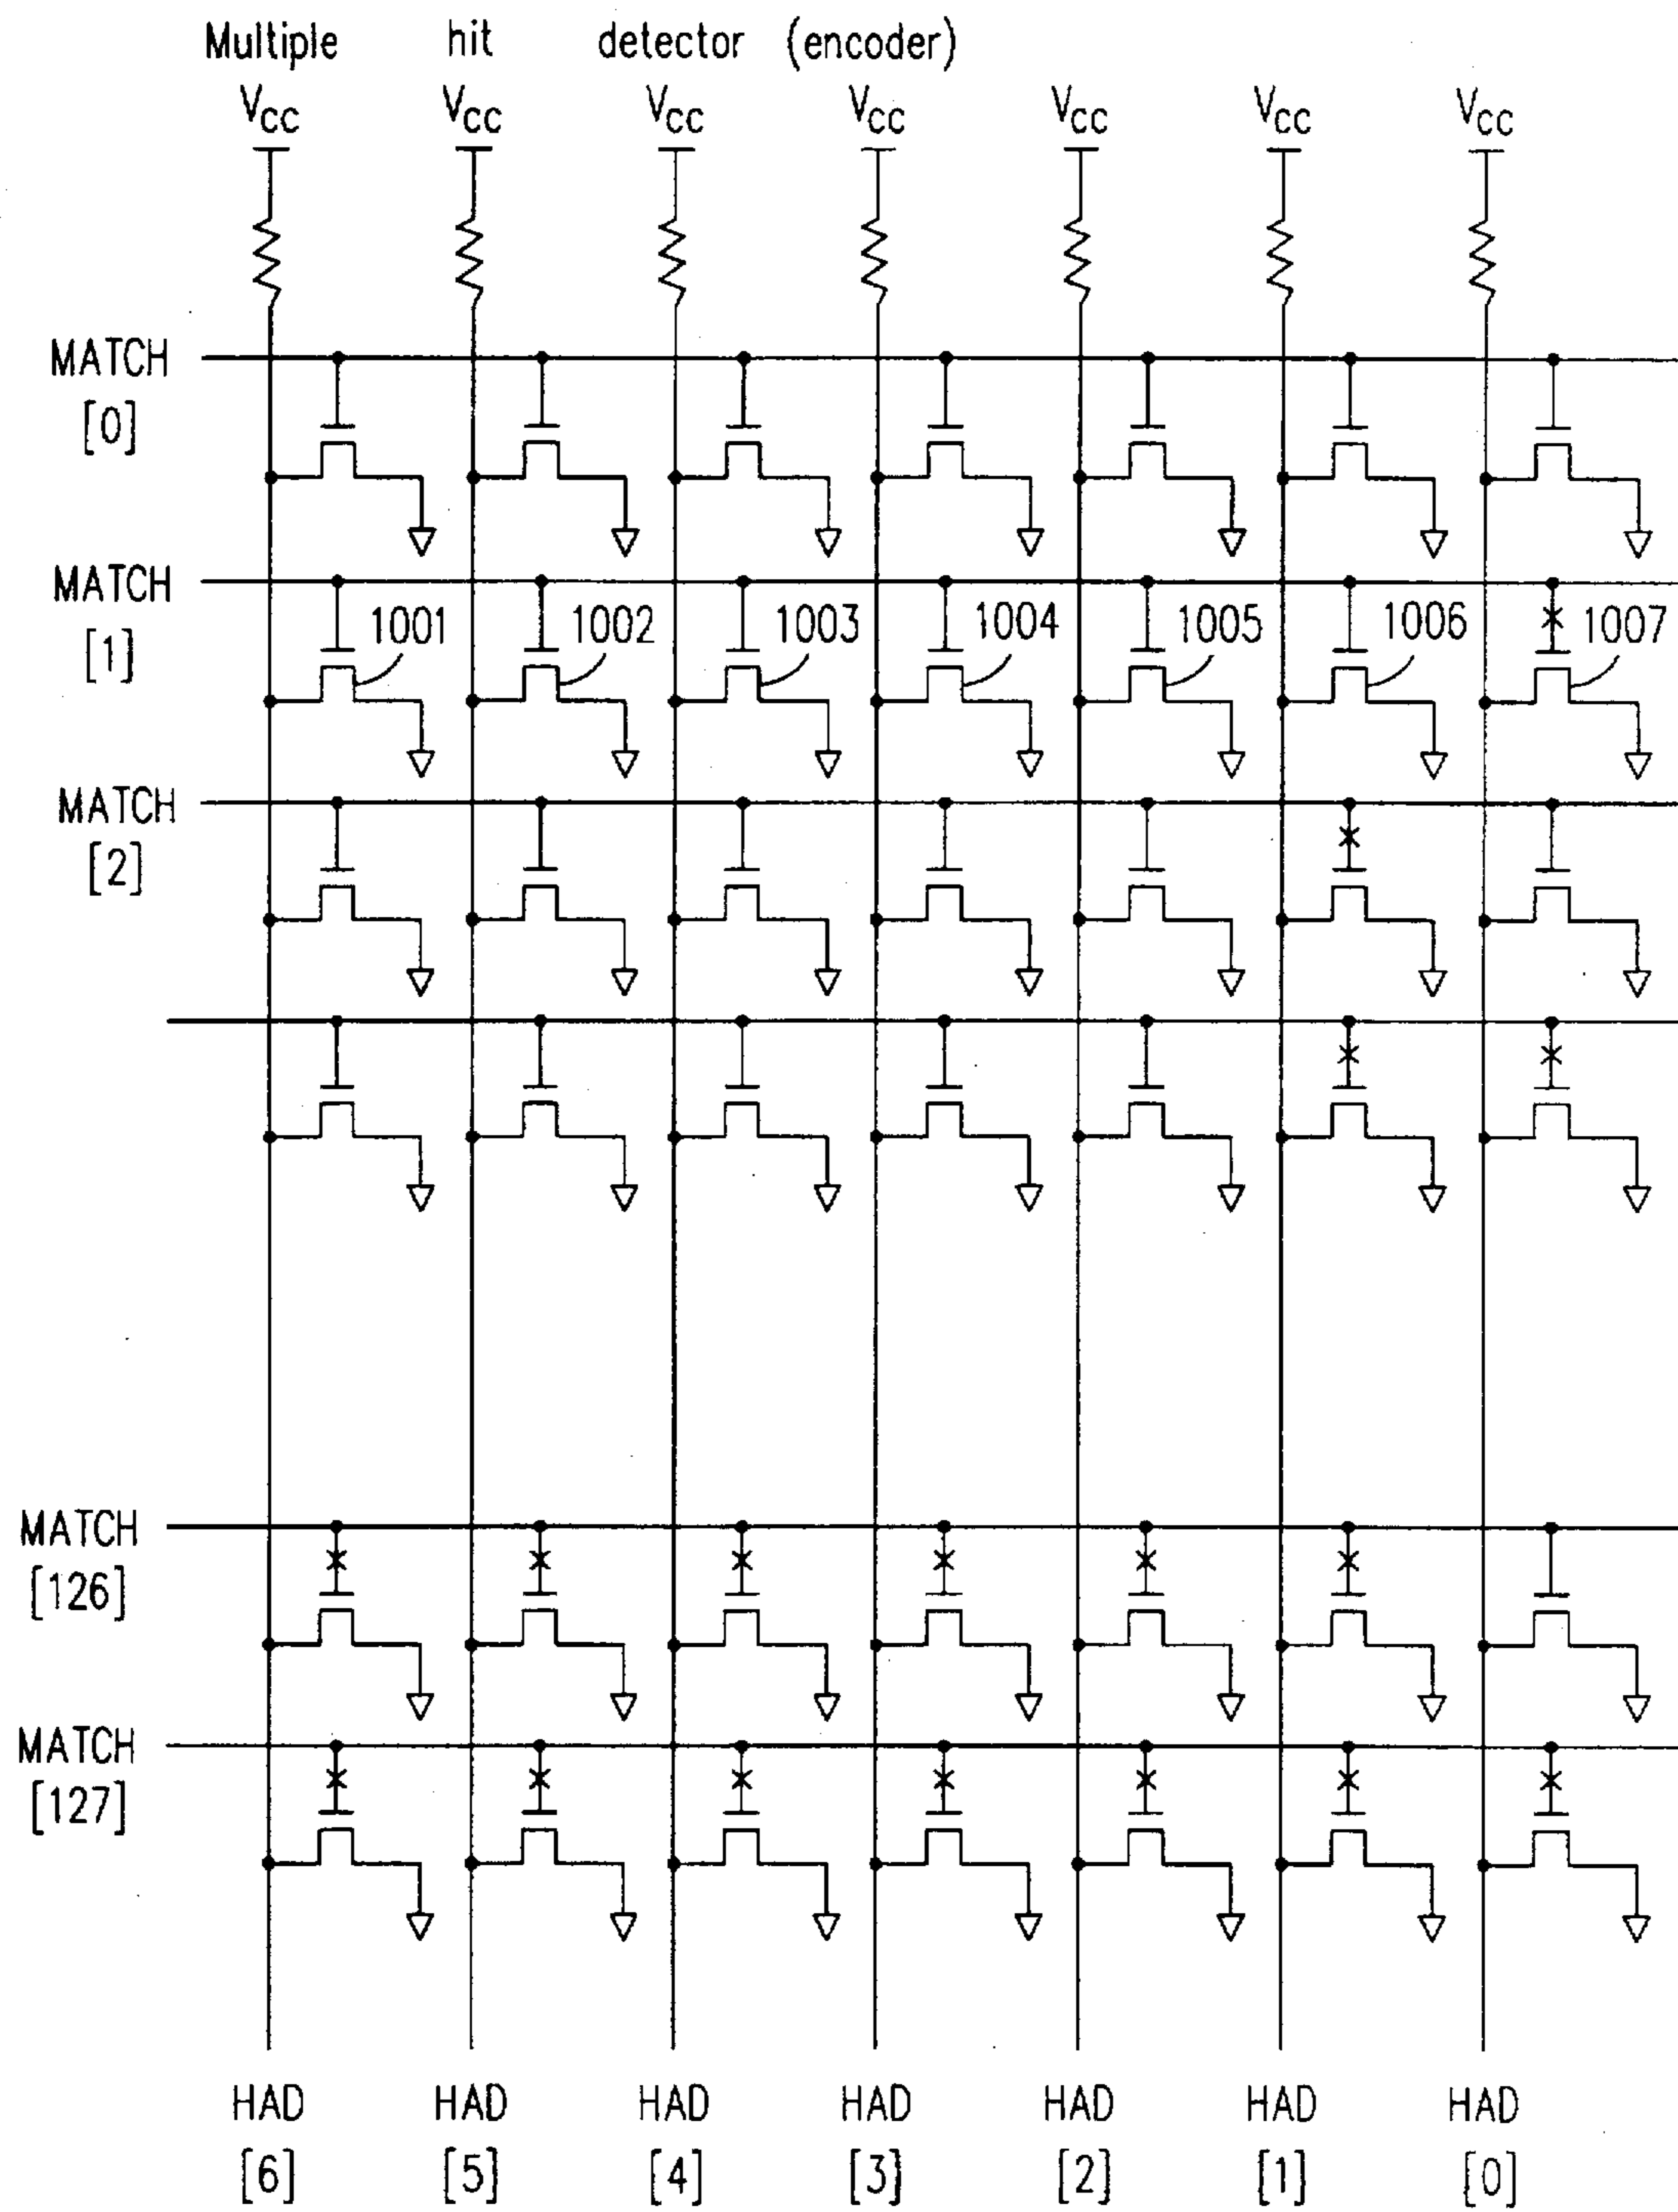 Multiple hit detector (encoder)
VCC VCC VCC VCC VCC VCC VCC
MATCH
[0]
MATCH
[1]
1001 1002 1003 1004 1005 1006 1007
MATCH
[2]
MATCH
[126]
MATCH
[127]
HAD HAD HAD HAD HAD HAD HAD
[6] [5] [4] [3] [2] [1] [0]